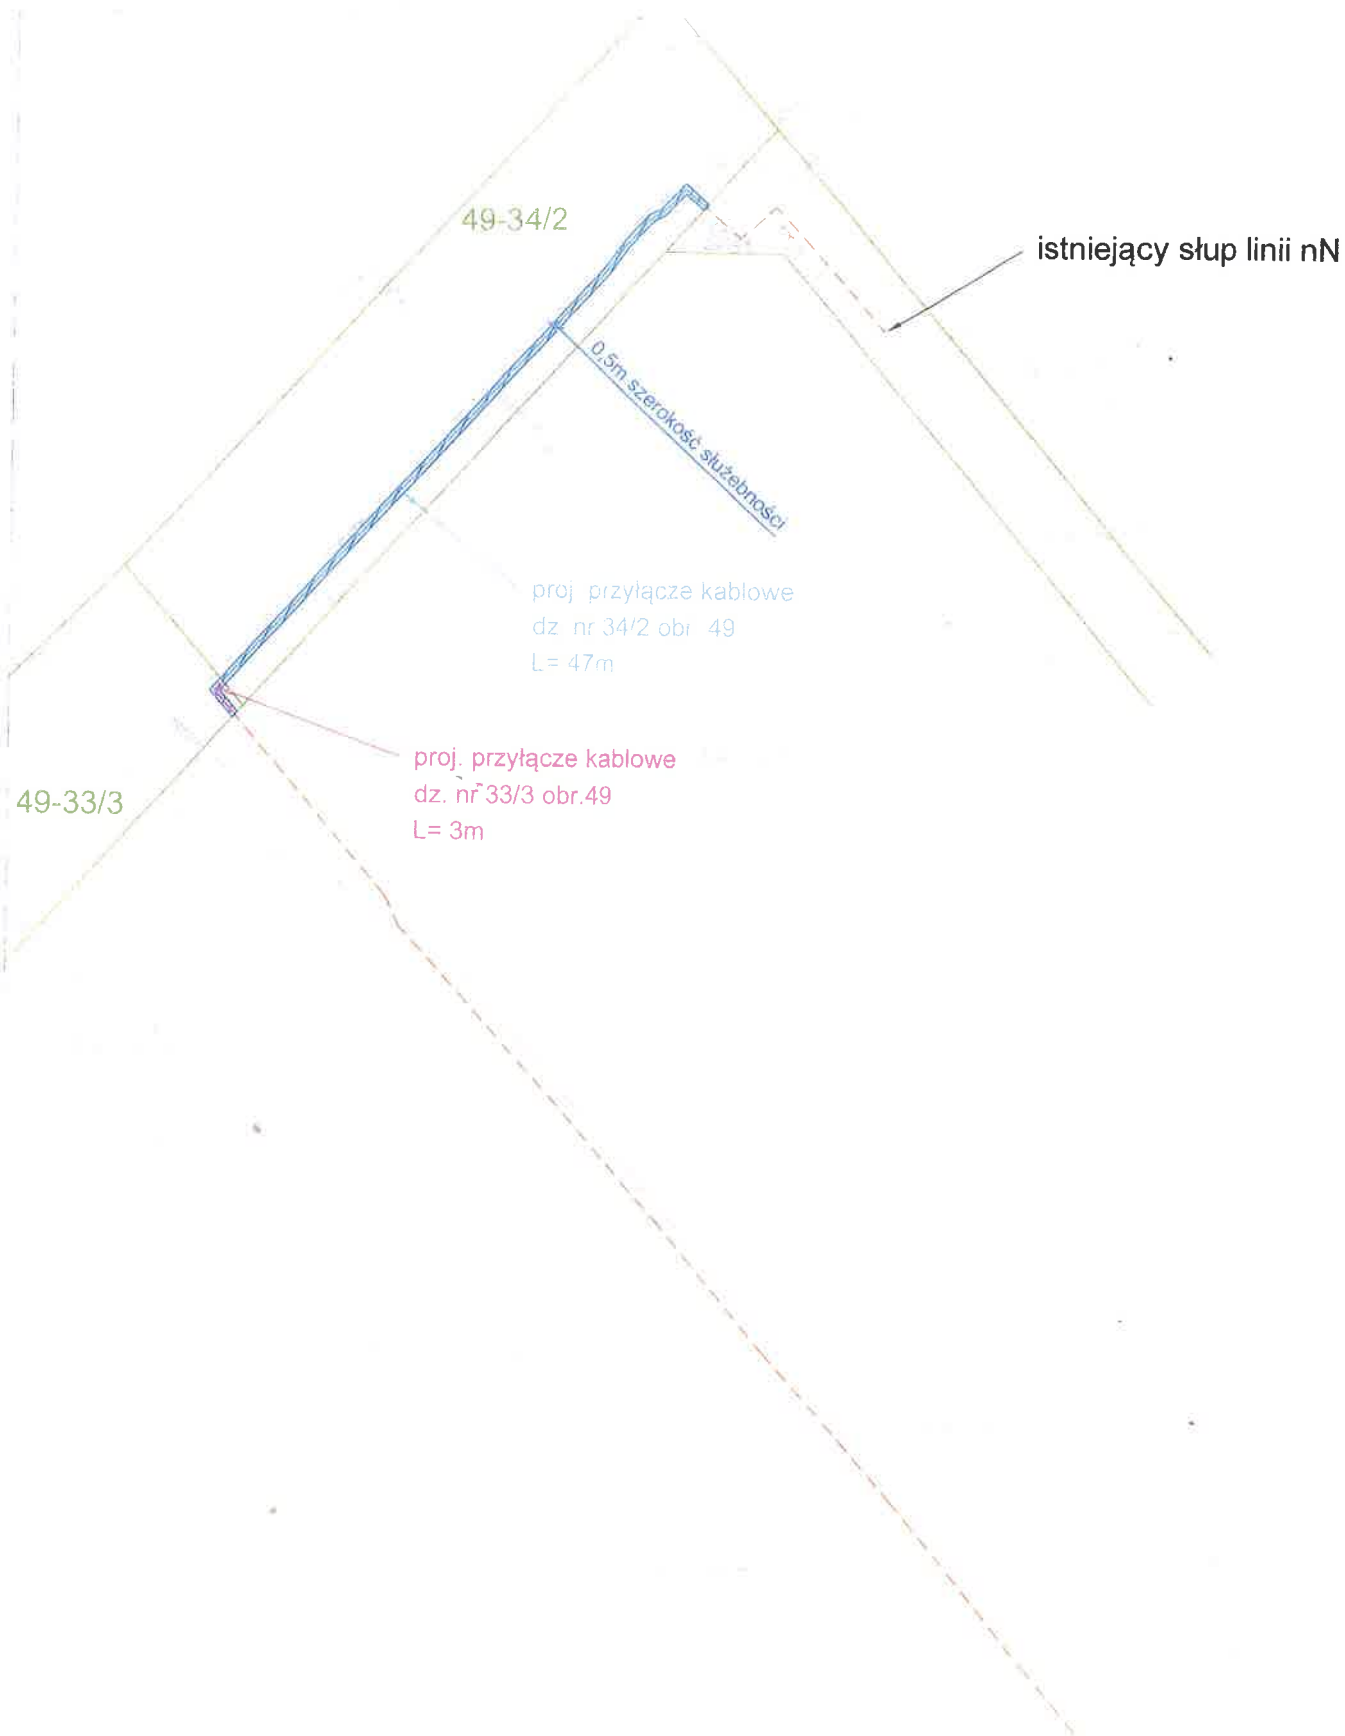 49-34/2
istniejący słup linii nN
0,5m szerokość służebności
proj przyłącze kablowe
dz nr 34/2 obr 49
L= 47m
proj. przyłącze kablowe
dz. nr 33/3 obr.49
L= 3m
49-33/3